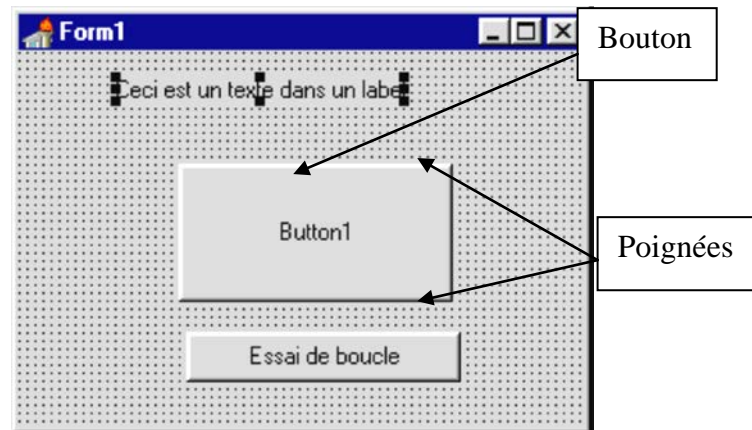 Form1
Bouton
Ceci est un texte dans un label
Button1
Poignées
Essai de boucle